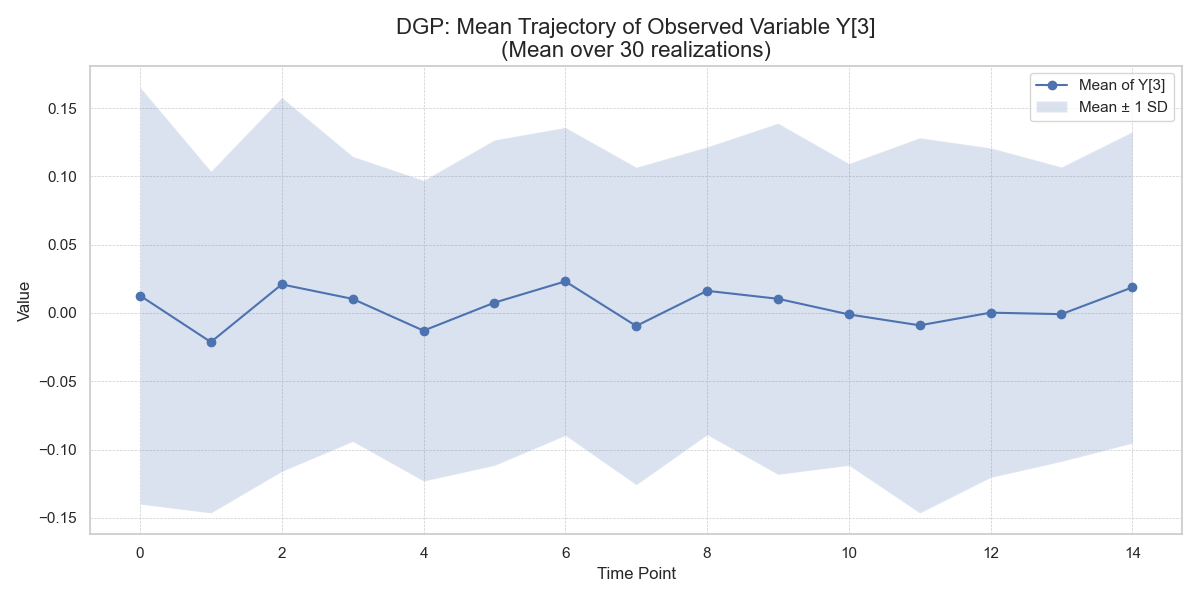 DGP: Mean Trajectory of Observed Variable Y[3]
(Mean over 30 realizations)
Mean of Y[3]
Mean ± 1 SD
0.15
0.10
0.05
0.00
−0.05
−0.10
−0.15
Value
0 2 4 6 8 10 12 14
Time Point